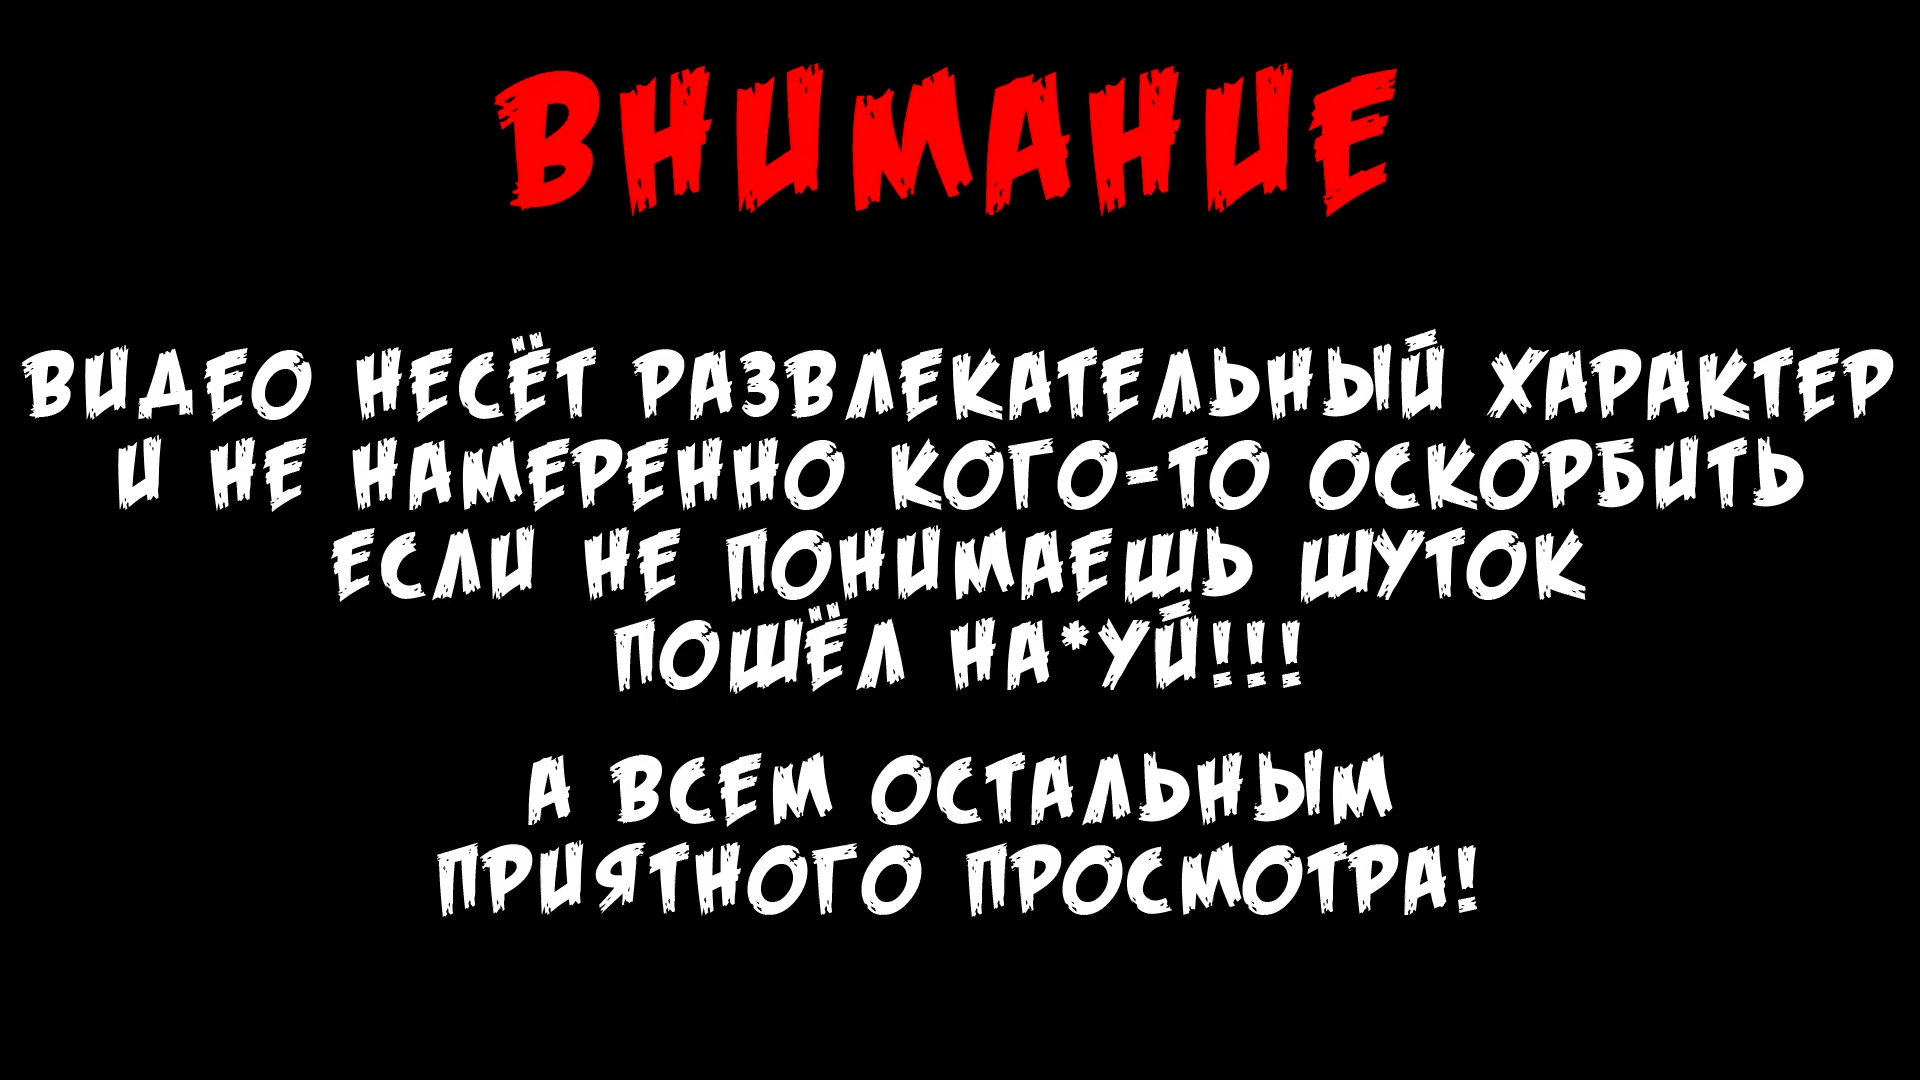 ВНИМАНИЕ
ВИДЕО НЕСЁТ РАЗВЛЕКАТЕЛЬНЫЙ ХАРАКТЕР
И НЕ НАМЕРЕННО КОГО-ТО ОСКОРБИТЬ
ЕСЛИ НЕ ПОНИМАЕШЬ ШУТОК
ПОШЁЛ НА*УЙ!!!
А ВСЕМ ОСТАЛЬНЫМ
ПРИЯТНОГО ПРОСМОТРА!